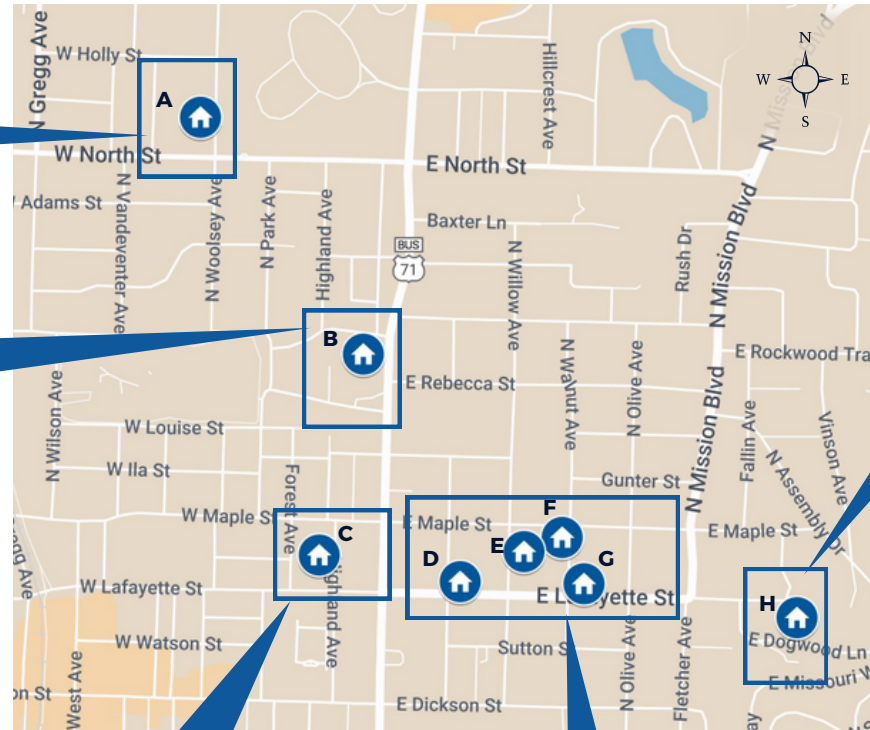 N Gregg Ave
W Holly St
A
Hillcrest Ave
N Mission Blvd
N
W
E
S
W North St
E North St
Adams St
N Vandeventer Ave
N Woolsey Ave
N Park Ave
Highland Ave
Baxter Ln
BUS
71
N Willow Ave
Rush Dr
N Mission Blvd
B
E Rockwood Tra
E Rebecca St
N Walnut Ave
N Olive Ave
N Wilson Ave
W Louise St
N Mission Blvd
Fallin Ave
Vinson Ave
W Ila St
Forest Ave
Gunter St
N Assembly Dr
W Maple St
C
E Maple St
D
E
F
G
E Maple St
W Lafayette St
Highland Ave
E Lafayette St
H
W Watson St
Sutton S
E Dogwood Ln
E Missouri W
West Ave
on St
E Dickson St
N Olive Ave
Fletcher Ave
ay